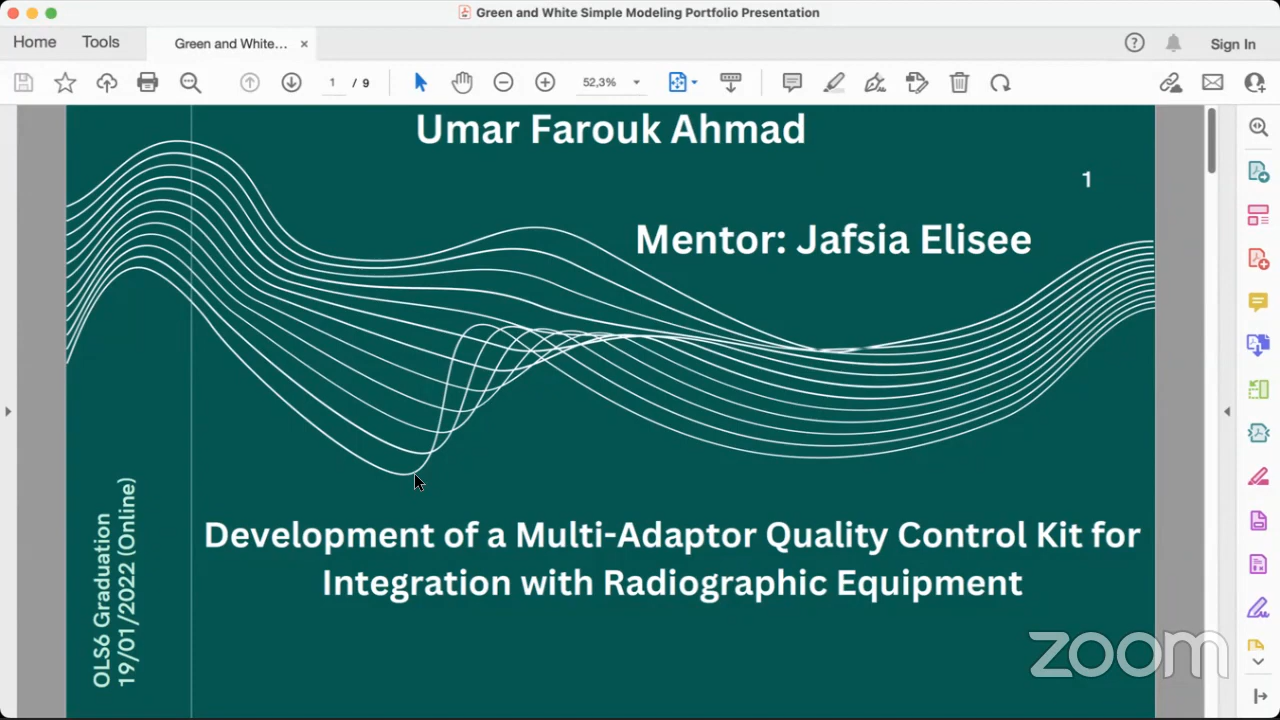 Green and White Simple Modeling Portfolio Presentation
Home
Tools
Green and White...
Sign In
1 / 9
52,3%
Umar Farouk Ahmad
1
Mentor: Jafsia Elisee
Development of a Multi-Adaptor Quality Control Kit for
Integration with Radiographic Equipment
OLS6 Graduation
19/01/2022 (Online)
zoom